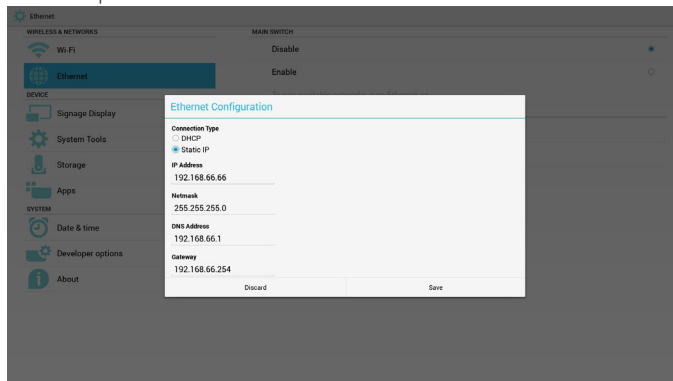 Ethernet
WIRELESS & NETWORKS
Wi-Fi
Ethernet
DEVICE
Signage Display
System Tools
Storage
Apps
SYSTEM
Date & time
Developer options
About
MAIN SWITCH
Disable
Enable
Ethernet Configuration
Connection Type
DHCP
Static IP
IP Address
192.168.66.66
Netmask
255.255.255.0
DNS Address
192.168.66.1
Gateway
192.168.66.254
Discard Save